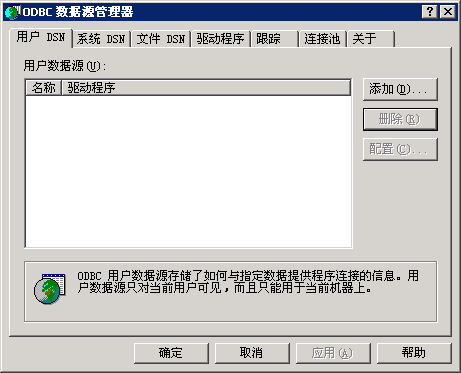 ODBC 数据源管理器
用户 DSN 系统 DSN 文件 DSN 驱动程序 跟踪 连接池 关于
用户数据源(U):
名称 驱动程序
添加(D)...
删除(R)
配置(C)...
ODBC 用户数据源存储了如何与指定数据提供程序连接的信息。用
户数据源只对当前用户可见，而且只能用于当前机器上。
确定 取消 应用(A) 帮助